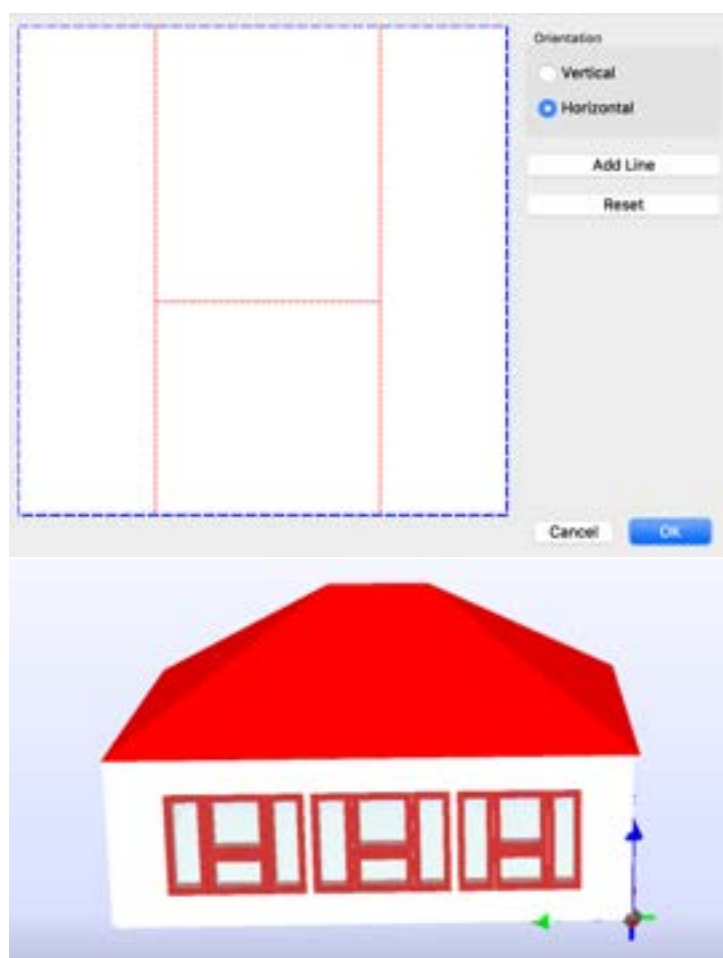 Orientation
Vertical
Horizontal
Add Line
Reset
Cancel
OK